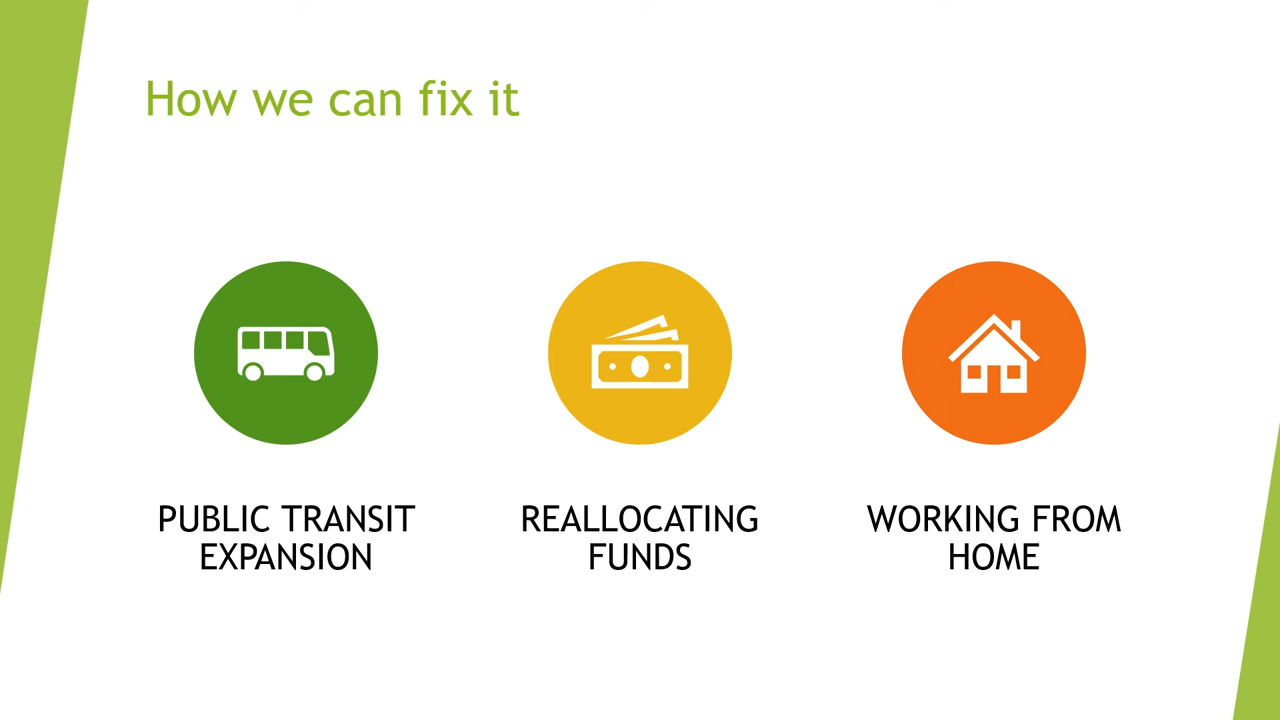 How we can fix it
PUBLIC TRANSIT
EXPANSION
REALLOCATING
FUNDS
WORKING FROM
HOME